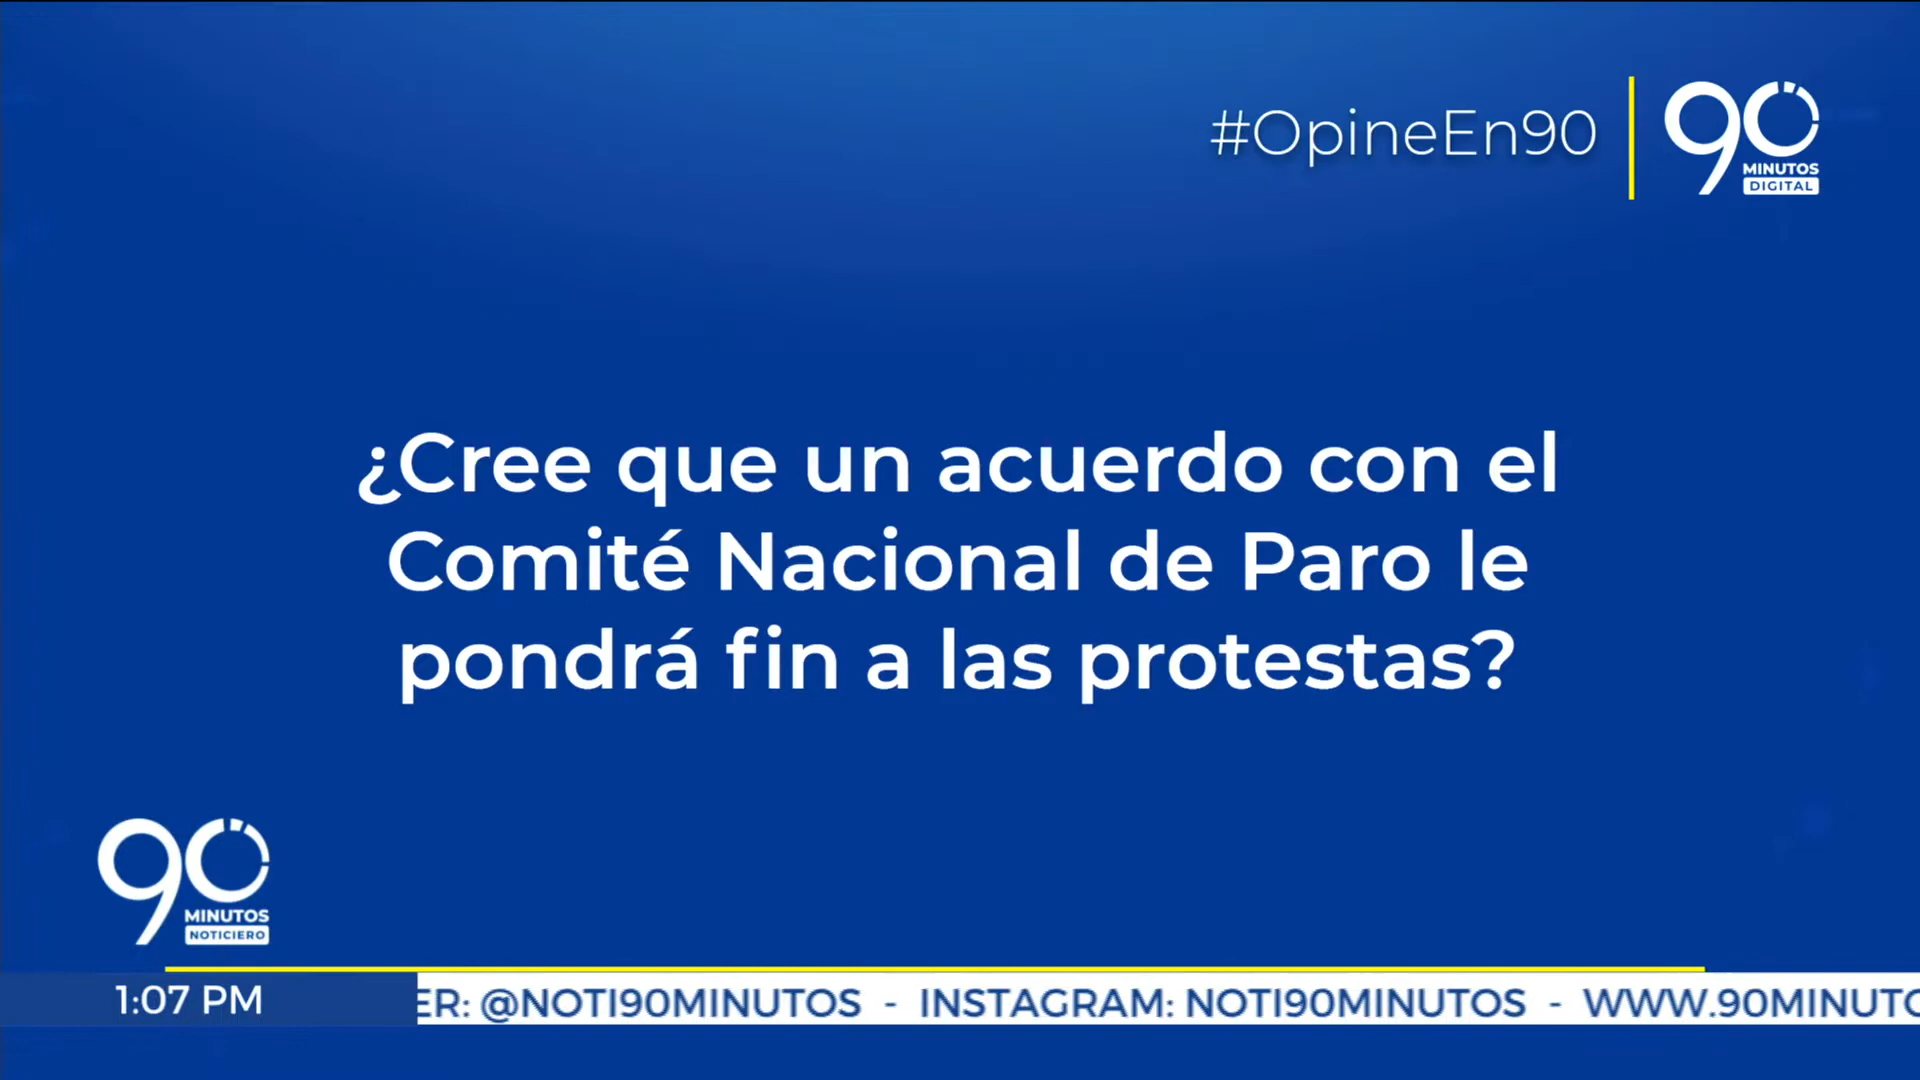 #OpineEn90
90
MINUTOS
DIGITAL
¿Cree que un acuerdo con el
Comité Nacional de Paro le
pondrá fin a las protestas?
90
MINUTOS
NOTICIERO
1:07 PM
ER: @NOTI90MINUTOS - INSTAGRAM: NOTI90MINUTOS - WWW.90MINUTO